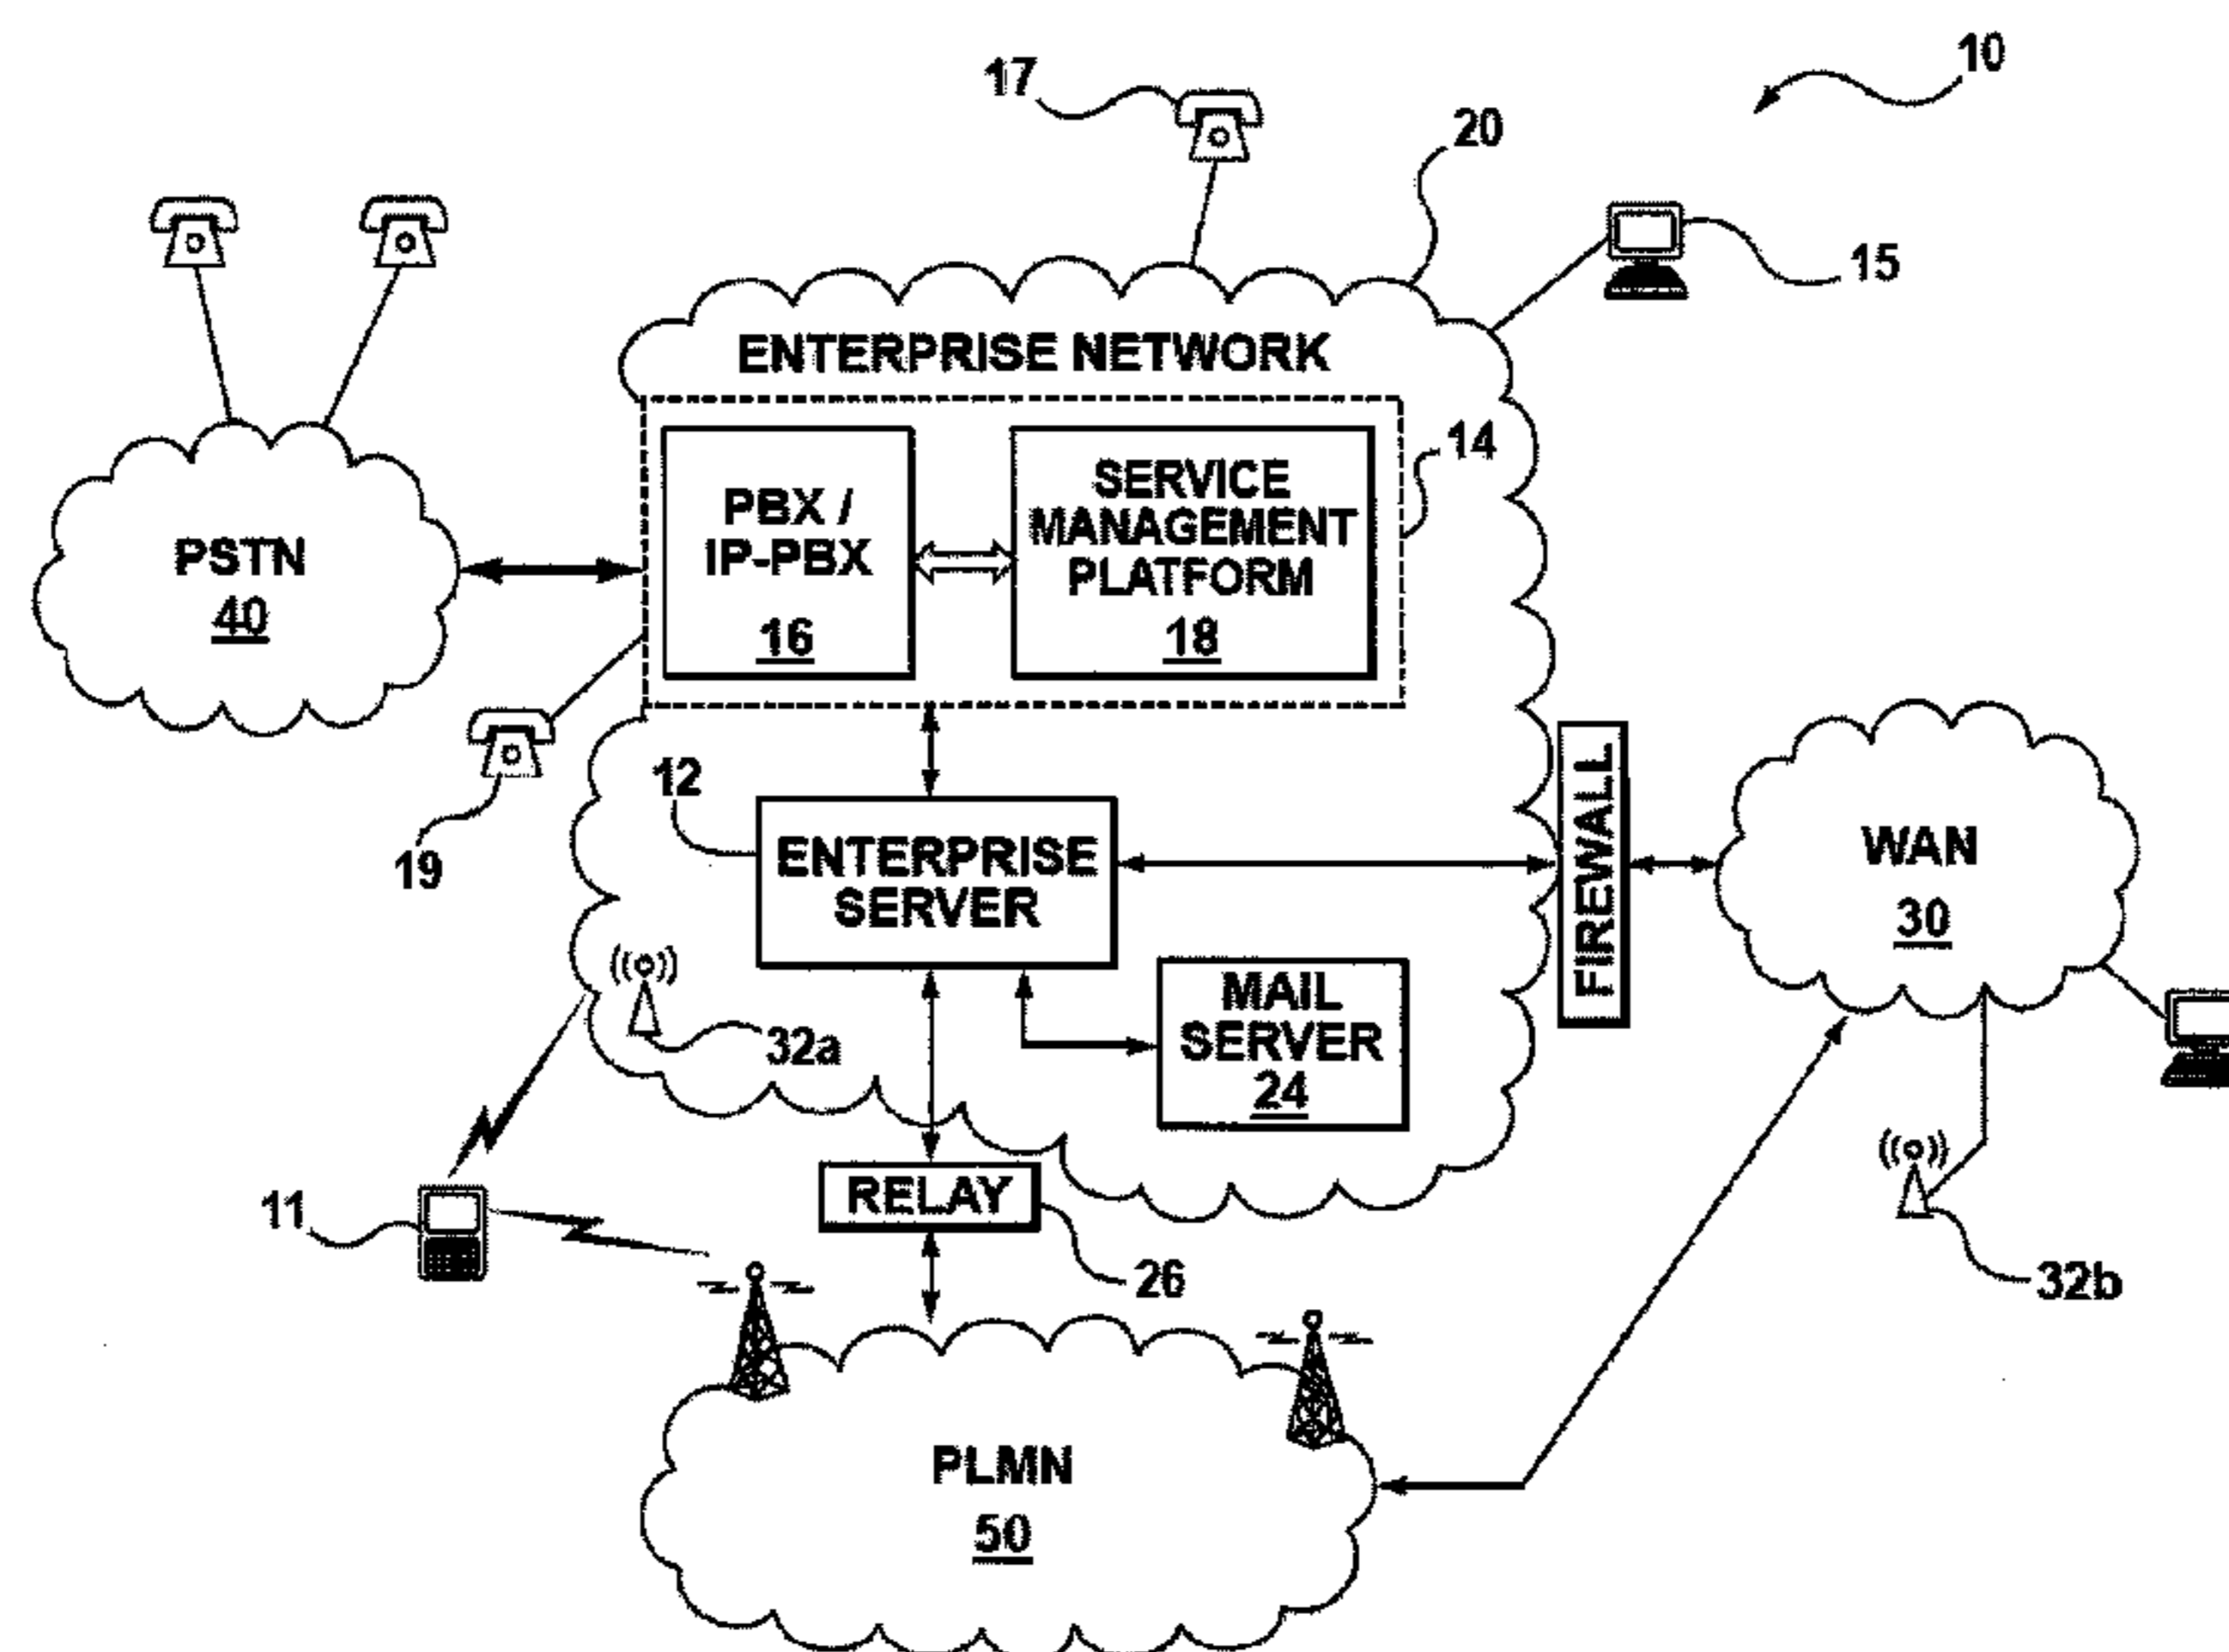 10
17
20
15
ENTERPRISE NETWORK
14
PBX /
IP-PBX
16
SERVICE
MANAGEMENT
PLATFORM
18
PSTN
40
19
12
ENTERPRISE
SERVER
FIREWALL
WAN
30
MAIL
SERVER
24
32a
11
RELAY
26
32b
PLMN
50